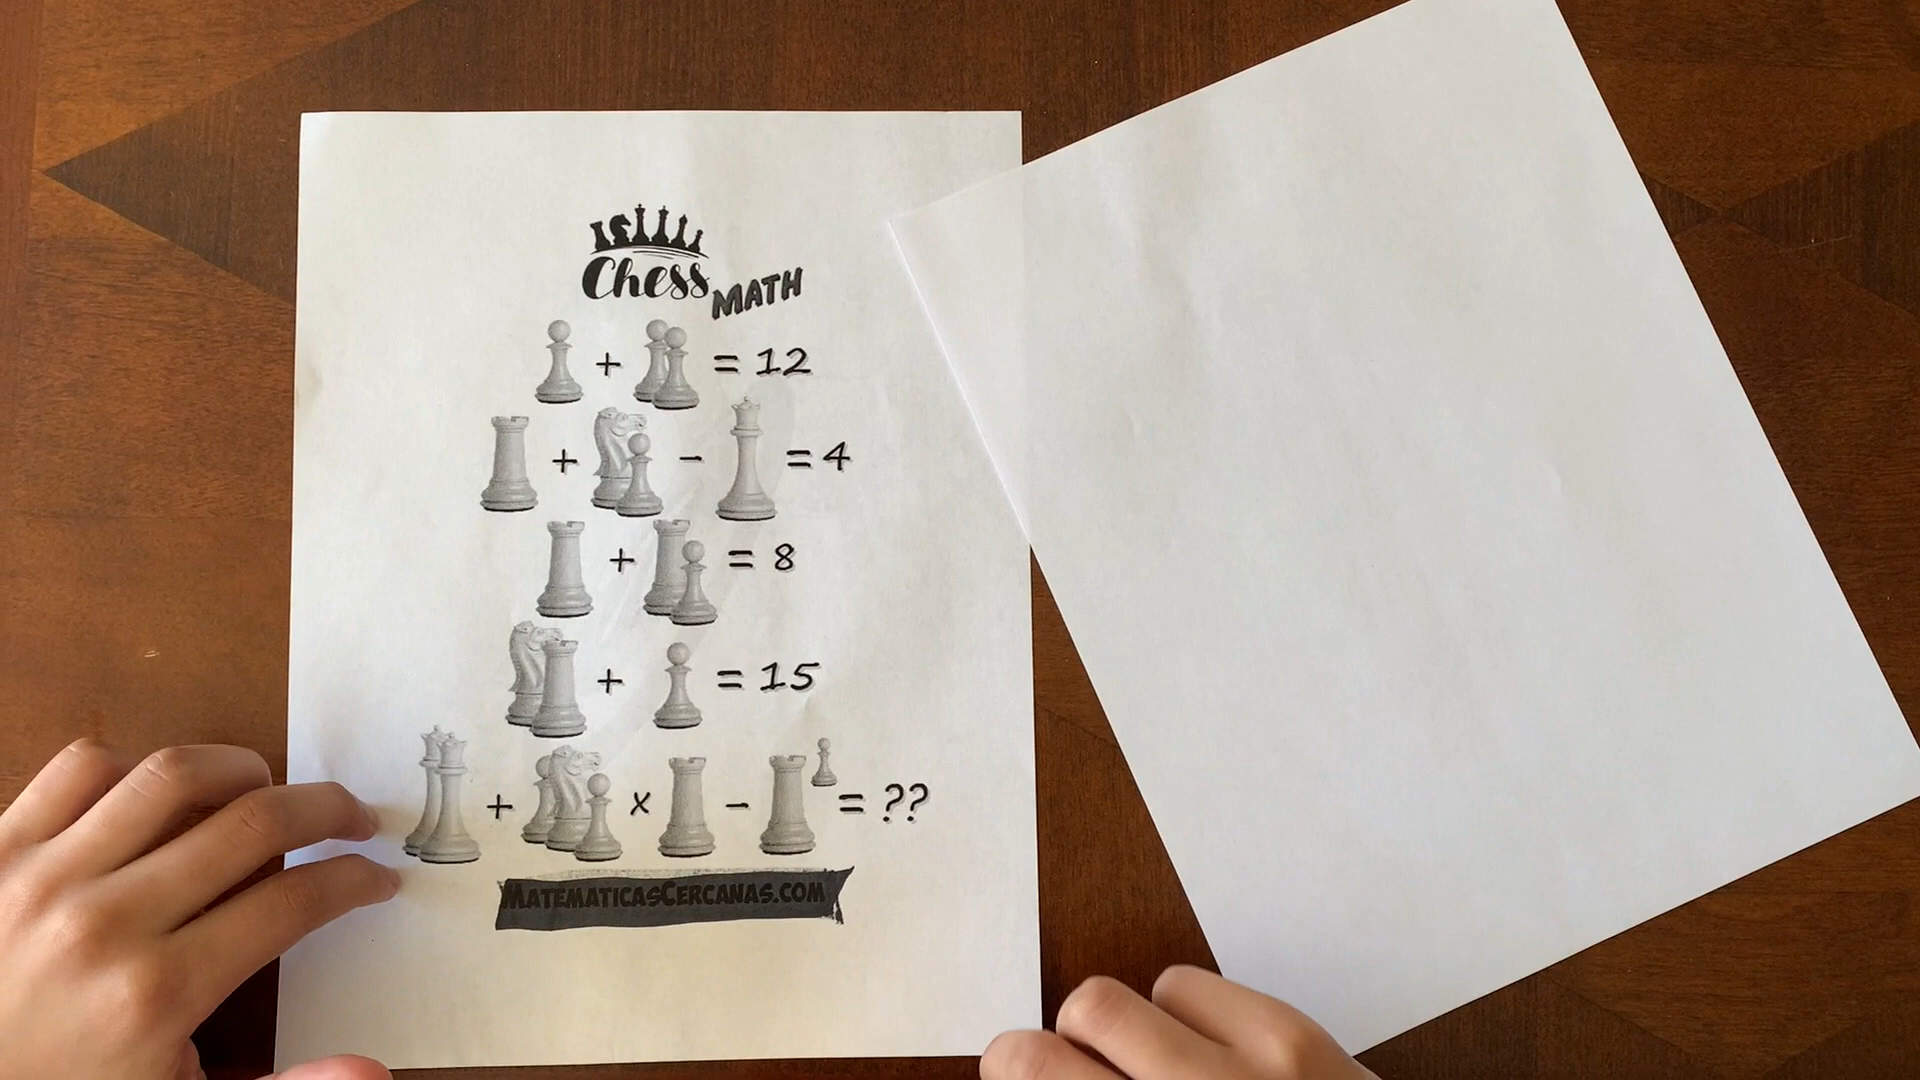 Chess MATH
+ = 12
+ - = 4
+ = 8
+ = 15
+ x - = ??
MATEMATICASCERCANAS.COM